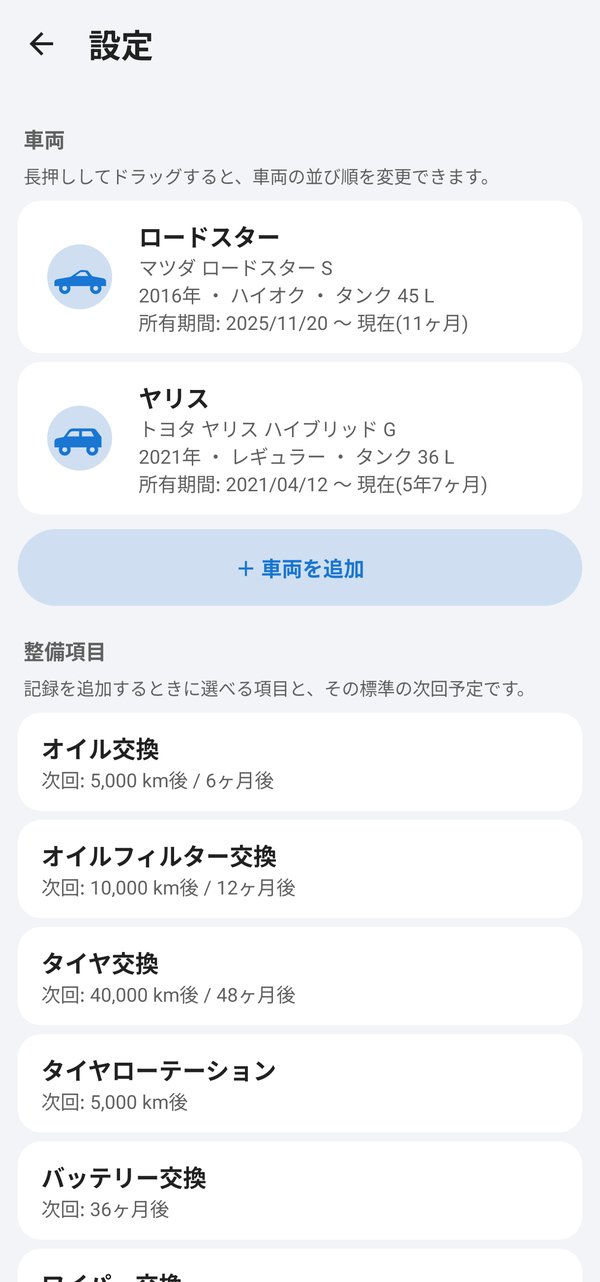 設定
車両
長押ししてドラッグすると、車両の並び順を変更できます。
ロードスター
マツダ ロードスター S
2016年 ・ ハイオク ・ タンク 45 L
所有期間: 2025/11/20 〜 現在(11ヶ月)
ヤリス
トヨタ ヤリス ハイブリッド G
2021年 ・ レギュラー ・ タンク 36 L
所有期間: 2021/04/12 〜 現在(5年7ヶ月)
+ 車両を追加
整備項目
記録を追加するときに選べる項目と、その標準の次回予定です。
オイル交換
次回: 5,000 km後 / 6ヶ月後
オイルフィルター交換
次回: 10,000 km後 / 12ヶ月後
タイヤ交換
次回: 40,000 km後 / 48ヶ月後
タイヤローテーション
次回: 5,000 km後
バッテリー交換
次回: 36ヶ月後
ワイパー交換